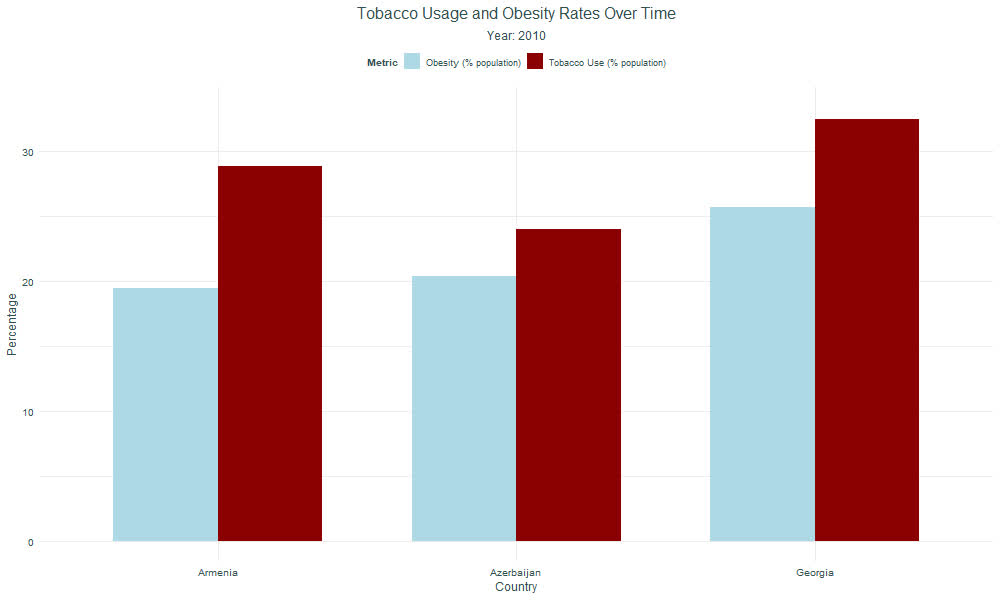 Tobacco Usage and Obesity Rates Over Time
Year: 2010
Metric Obesity (% population) Tobacco Use (% population)
30
20
10
0
Percentage
Armenia Azerbaijan Georgia
Country